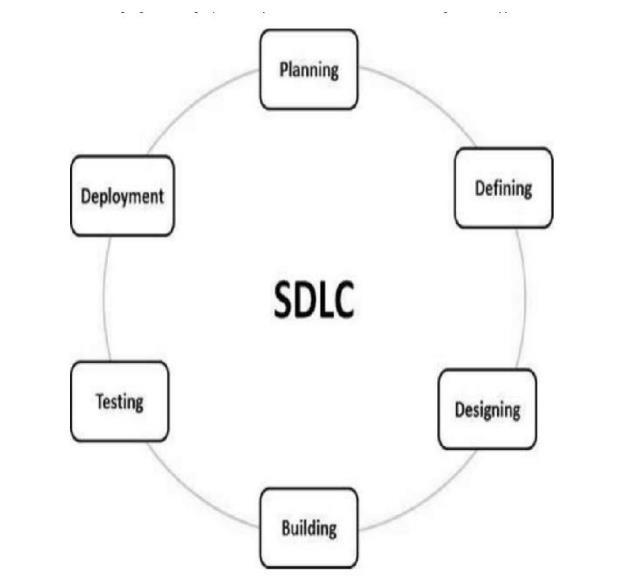 Planning
Defining
Designing
Building
Testing
Deployment
SDLC